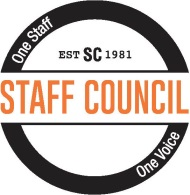 One Staff
EST SC 1981
STAFF COUNCIL
One Voice